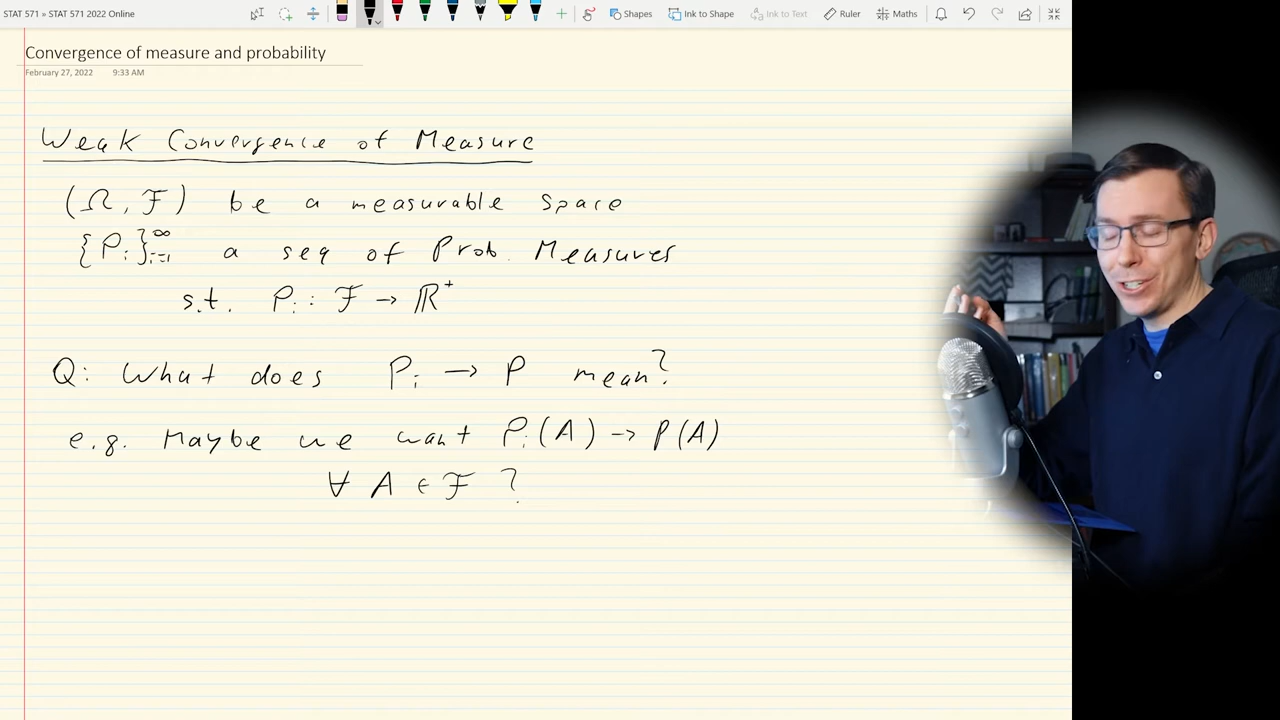 STAT 571 » STAT 571 2022 Online
Shapes Ink to Shape Ink to Text Ruler Maths
Convergence of measure and probability
February 27, 2022 9:33 AM
Weak Convergence of Measure
(Ω, ℱ) be a measurable space
{Pᵢ}ᵢ₌₁^∞ a seq of Prob. Measures
s.t. Pᵢ : ℱ → ℝ⁺
Q: What does Pᵢ → P mean?
e.g. Maybe we want Pᵢ(A) → P(A)
∀ A ∈ ℱ ?